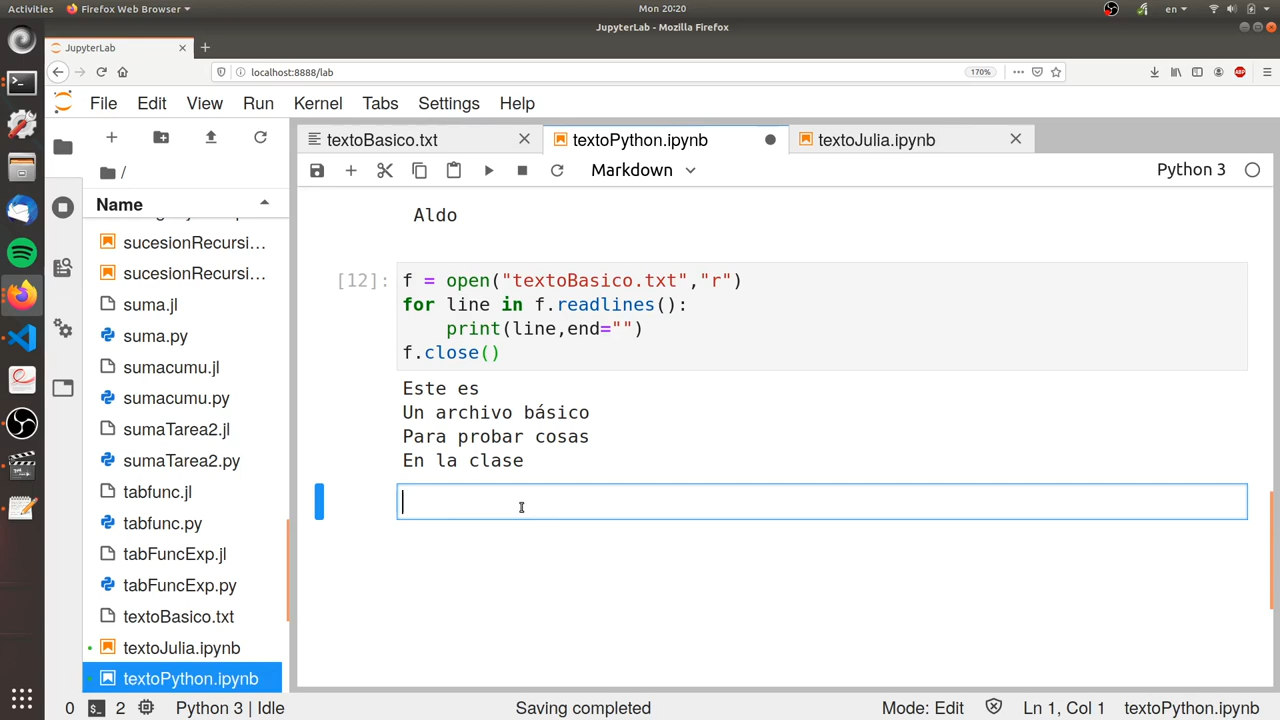 Activities
Firefox Web Browser
Mon 20:20
en
JupyterLab - Mozilla Firefox
JupyterLab
localhost:8888/lab
170%
ABP
File Edit View Run Kernel Tabs Settings Help
textoBasico.txt
textoPython.ipynb
textoJulia.ipynb
Markdown
Python 3
/
Name
sucesionRecursi…
sucesionRecursi…
suma.jl
suma.py
sumacumu.jl
sumacumu.py
sumaTarea2.jl
sumaTarea2.py
tabfunc.jl
tabfunc.py
tabFuncExp.jl
tabFuncExp.py
textoBasico.txt
textoJulia.ipynb
textoPython.ipynb
Aldo
[12]:
f = open("textoBasico.txt","r")
for line in f.readlines():
    print(line,end="")
f.close()
Este es
Un archivo básico
Para probar cosas
En la clase
0
2
Python 3 | Idle
Saving completed
Mode: Edit
Ln 1, Col 1
textoPython.ipynb